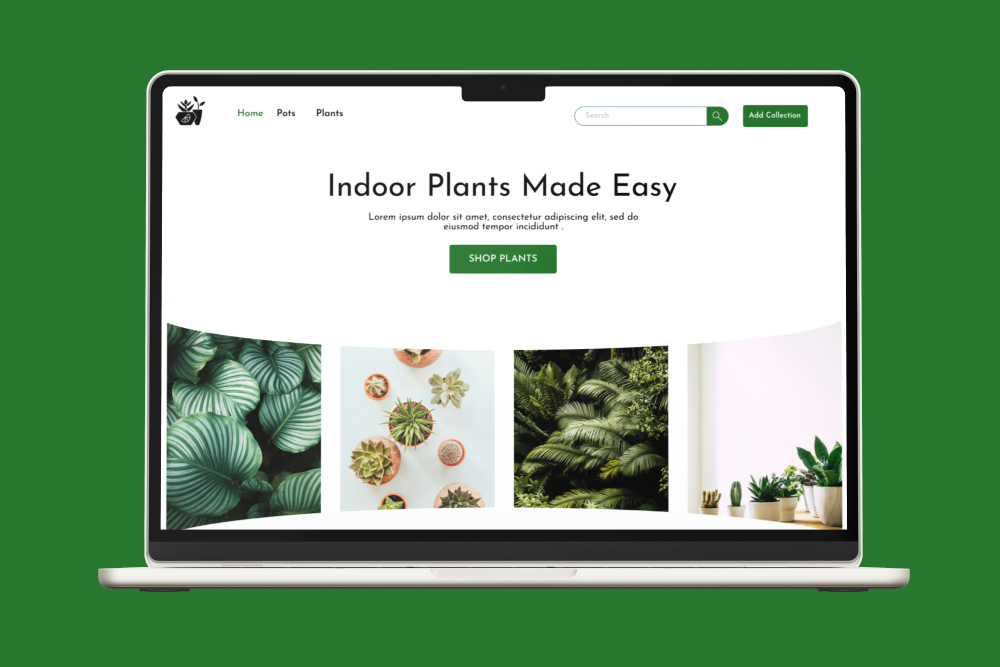 Home Pots Plants
Search
Add Collection
Indoor Plants Made Easy
Lorem ipsum dolor sit amet, consectetur adipiscing elit, sed do
eiusmod tempor incididunt .
SHOP PLANTS